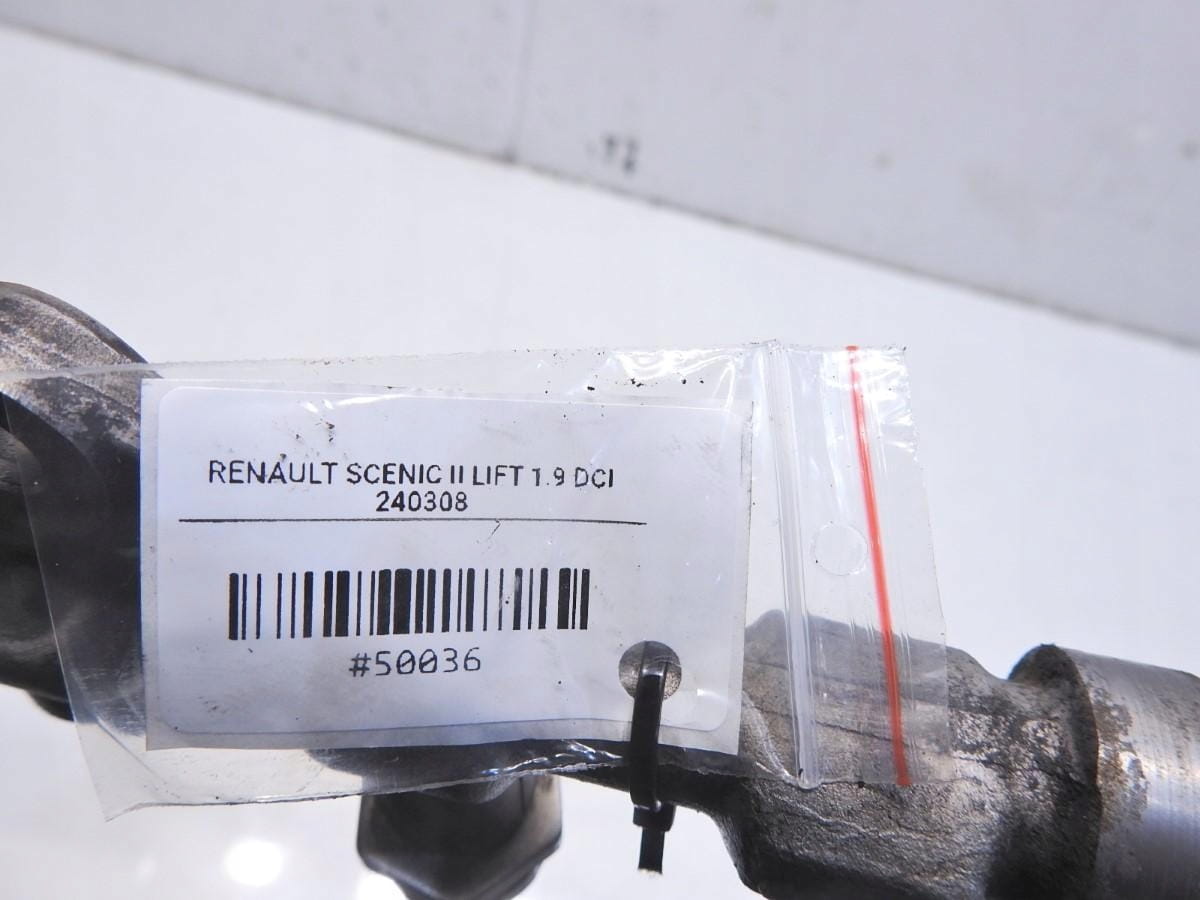 RENAULT SCENIC II LIFT 1.9 DCI
240308
#50036